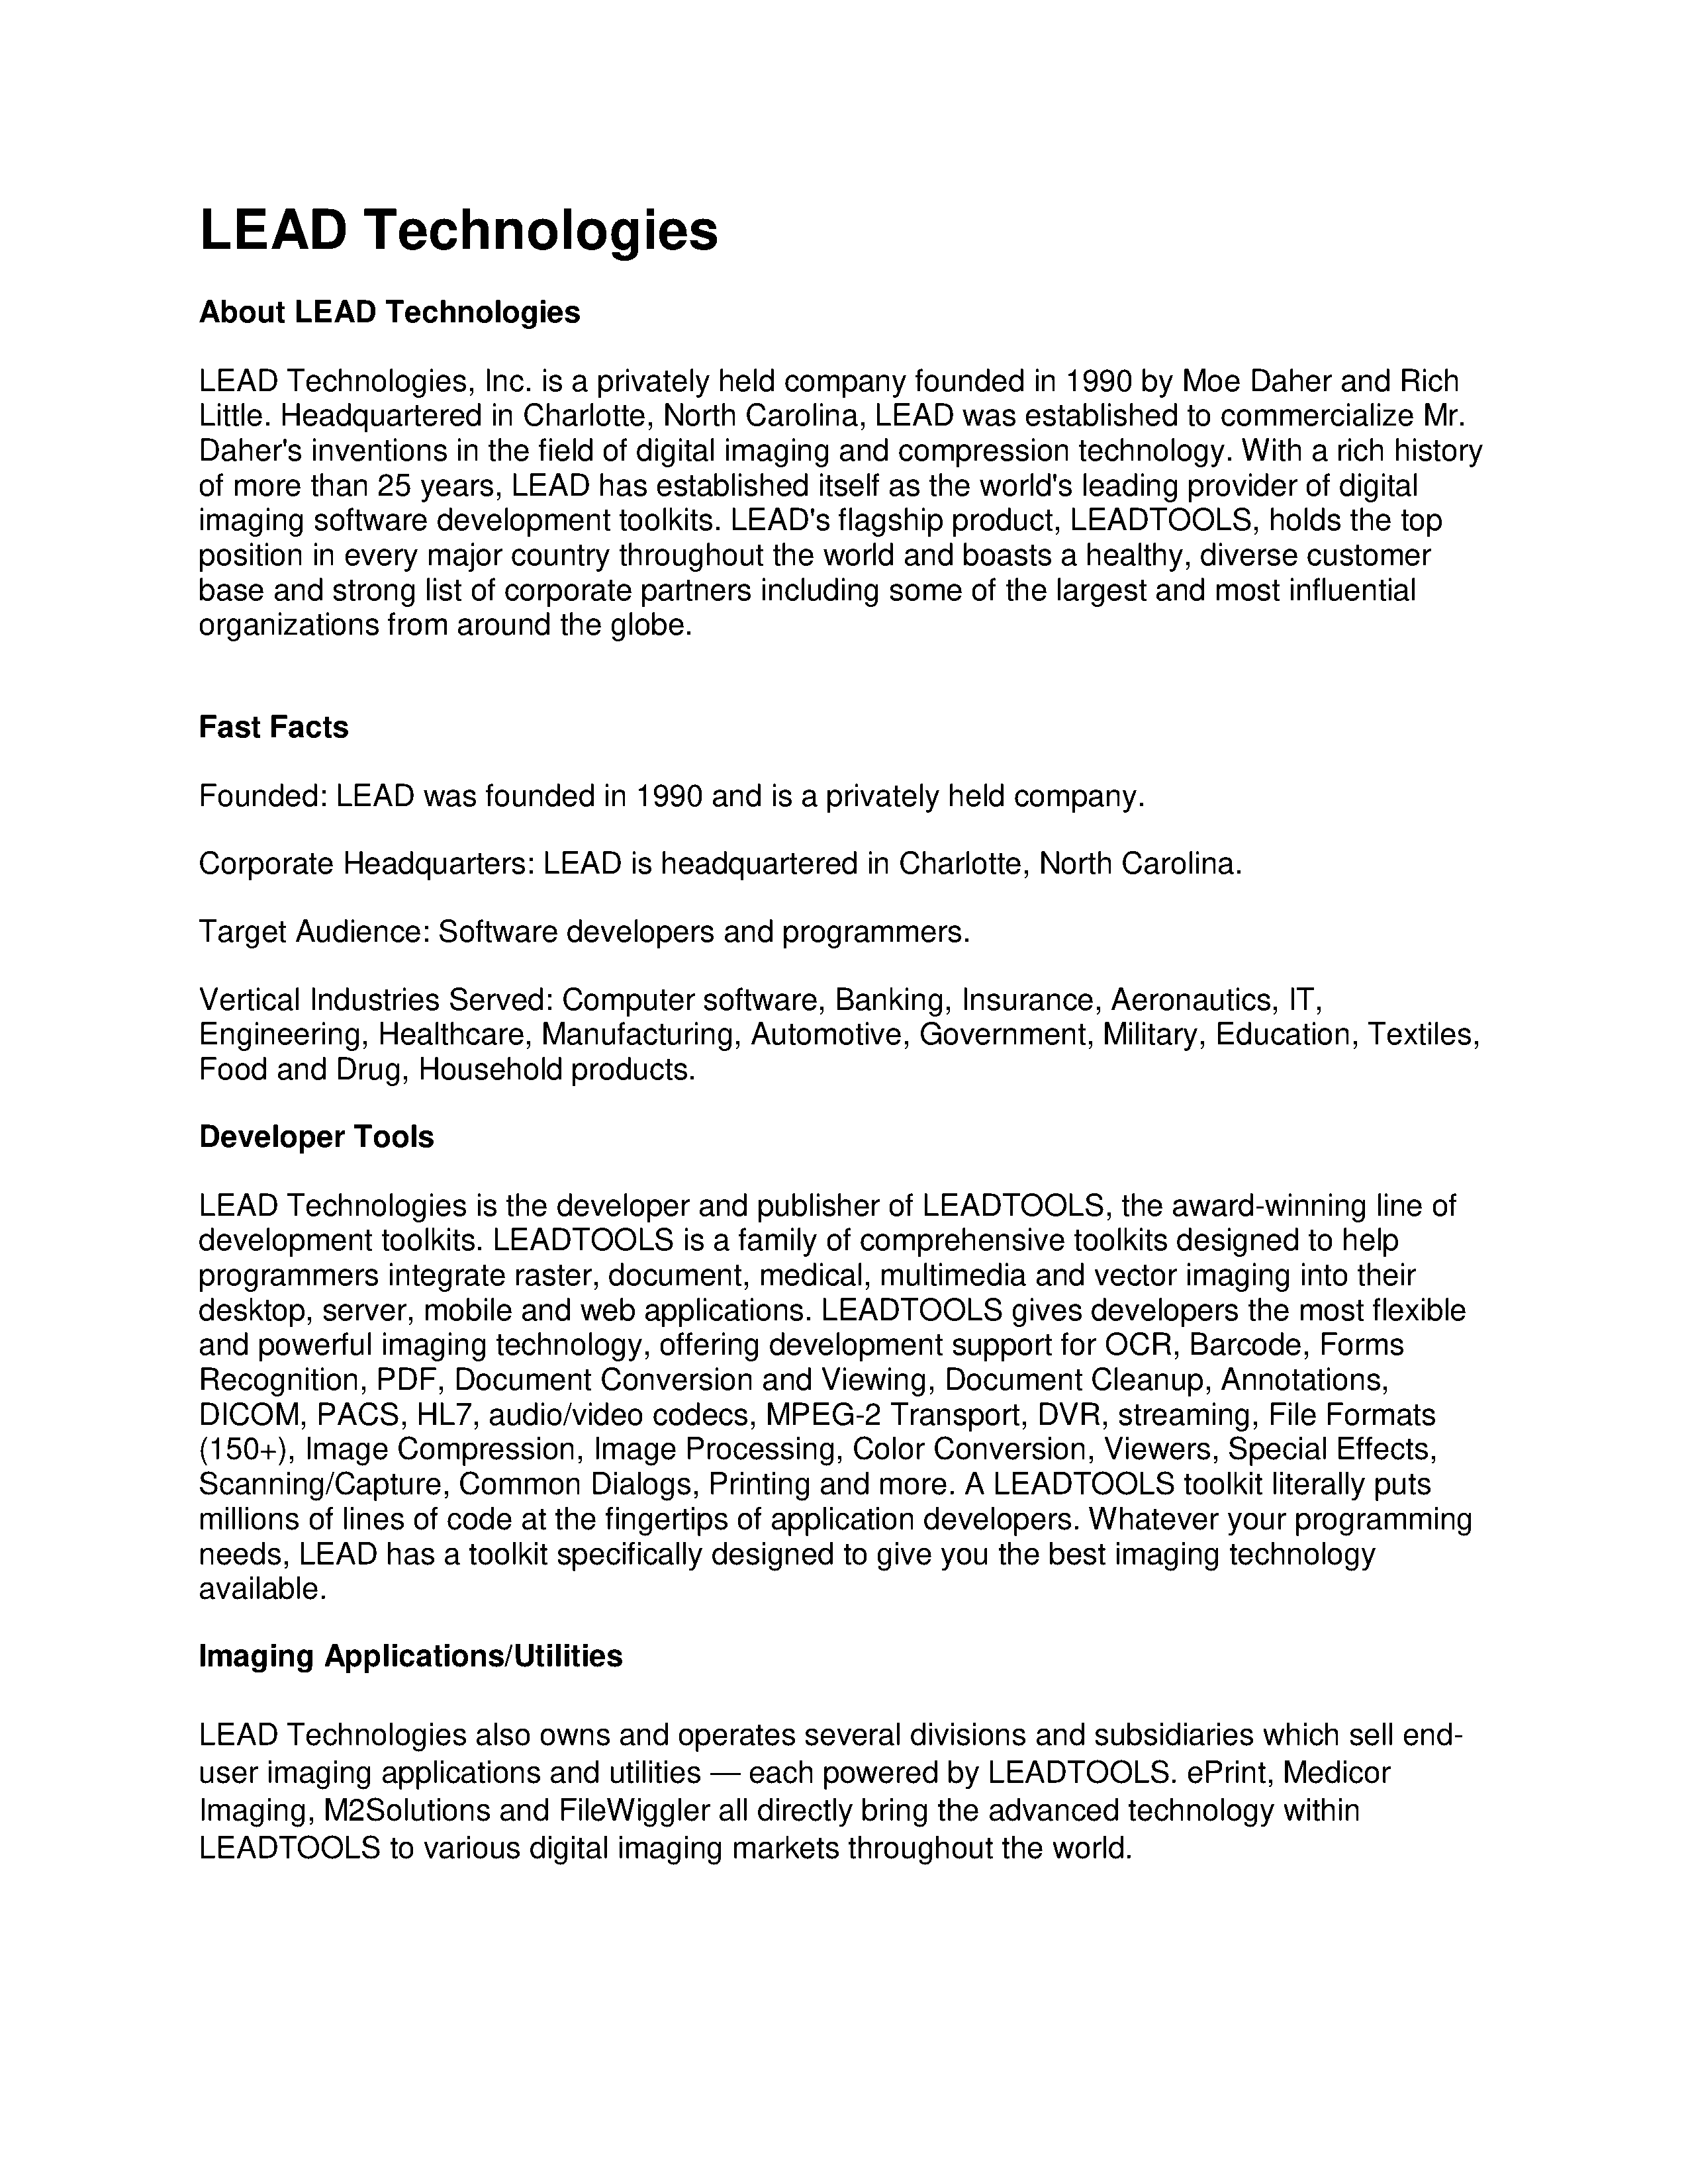 LEAD Technologies
About LEAD Technologies
LEAD Technologies, Inc. is a privately held company founded in 1990 by Moe Daher and Rich
Little. Headquartered in Charlotte, North Carolina, LEAD was established to commercialize Mr.
Daher's inventions in the field of digital imaging and compression technology. With a rich history
of more than 25 years, LEAD has established itself as the world's leading provider of digital
imaging software development toolkits. LEAD's flagship product, LEADTOOLS, holds the top
position in every major country throughout the world and boasts a healthy, diverse customer
base and strong list of corporate partners including some of the largest and most influential
organizations from around the globe.
Fast Facts
Founded: LEAD was founded in 1990 and is a privately held company.
Corporate Headquarters: LEAD is headquartered in Charlotte, North Carolina.
Target Audience: Software developers and programmers.
Vertical Industries Served: Computer software, Banking, Insurance, Aeronautics, IT,
Engineering, Healthcare, Manufacturing, Automotive, Government, Military, Education, Textiles,
Food and Drug, Household products.
Developer Tools
LEAD Technologies is the developer and publisher of LEADTOOLS, the award-winning line of
development toolkits. LEADTOOLS is a family of comprehensive toolkits designed to help
programmers integrate raster, document, medical, multimedia and vector imaging into their
desktop, server, mobile and web applications. LEADTOOLS gives developers the most flexible
and powerful imaging technology, offering development support for OCR, Barcode, Forms
Recognition, PDF, Document Conversion and Viewing, Document Cleanup, Annotations,
DICOM, PACS, HL7, audio/video codecs, MPEG-2 Transport, DVR, streaming, File Formats
(150+), Image Compression, Image Processing, Color Conversion, Viewers, Special Effects,
Scanning/Capture, Common Dialogs, Printing and more. A LEADTOOLS toolkit literally puts
millions of lines of code at the fingertips of application developers. Whatever your programming
needs, LEAD has a toolkit specifically designed to give you the best imaging technology
available.
Imaging Applications/Utilities
LEAD Technologies also owns and operates several divisions and subsidiaries which sell end-
user imaging applications and utilities — each powered by LEADTOOLS. ePrint, Medicor
Imaging, M2Solutions and FileWiggler all directly bring the advanced technology within
LEADTOOLS to various digital imaging markets throughout the world.